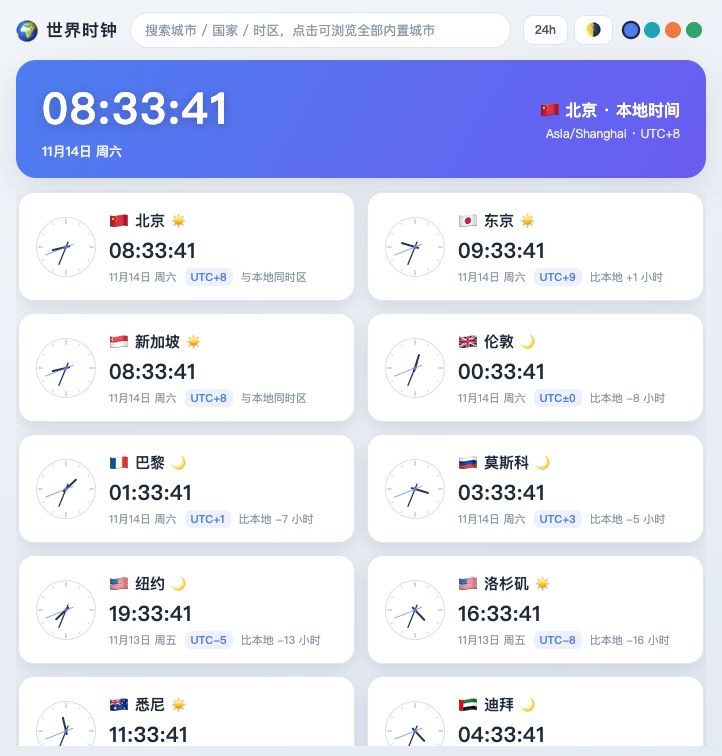 世界时钟
搜索城市 / 国家 / 时区，点击可浏览全部内置城市
24h
08:33:41
11月14日 周六
北京 · 本地时间
Asia/Shanghai · UTC+8
北京
08:33:41
11月14日 周六 UTC+8 与本地同时区
东京
09:33:41
11月14日 周六 UTC+9 比本地 +1 小时
新加坡
08:33:41
11月14日 周六 UTC+8 与本地同时区
伦敦
00:33:41
11月14日 周六 UTC±0 比本地 −8 小时
巴黎
01:33:41
11月14日 周六 UTC+1 比本地 −7 小时
莫斯科
03:33:41
11月14日 周六 UTC+3 比本地 −5 小时
纽约
19:33:41
11月13日 周五 UTC−5 比本地 −13 小时
洛杉矶
16:33:41
11月13日 周五 UTC−8 比本地 −16 小时
悉尼
11:33:41
迪拜
04:33:41